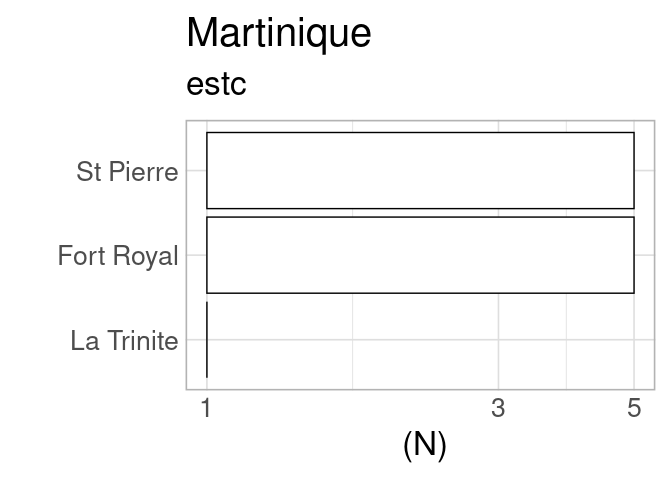 Martinique
estc
St Pierre
Fort Royal
La Trinite
1 3 5
(N)